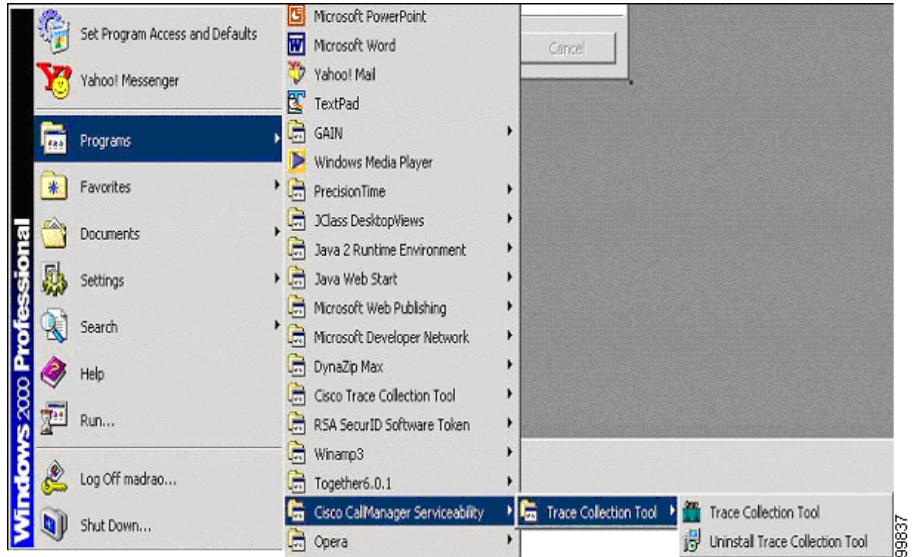 Set Program Access and Defaults
Yahoo! Messenger
Programs
Favorites
Documents
Settings
Search
Help
Run...
Log Off madrao...
Shut Down...
Windows 2000 Professional
Microsoft PowerPoint
Microsoft Word
Yahoo! Mail
TextPad
GAIN
Windows Media Player
PrecisionTime
JClass DesktopViews
Java 2 Runtime Environment
Java Web Start
Microsoft Web Publishing
Microsoft Developer Network
DynaZip Max
Cisco Trace Collection Tool
RSA SecurID Software Token
Winamp3
Together6.0.1
Cisco CallManager Serviceability
Opera
Cancel
Trace Collection Tool
Trace Collection Tool
Uninstall Trace Collection Tool
99837